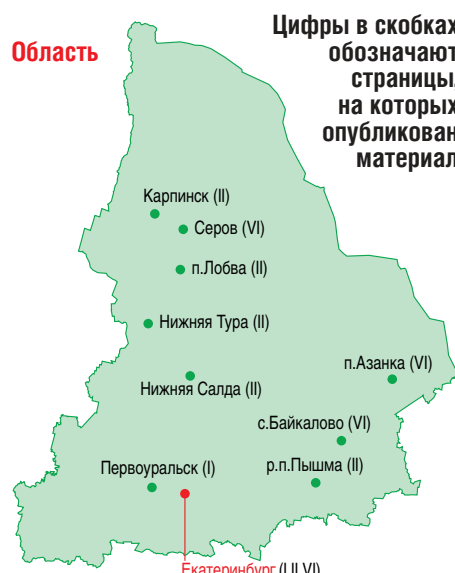 Область
Цифры в скобках
обозначают
страницы,
на которых
опубликован
материал
Карпинск (II)
Серов (VI)
п.Лобва (II)
Нижняя Тура (II)
п.Азанка (VI)
Нижняя Салда (II)
с.Байкалово (VI)
Первоуральск (I)
р.п.Пышма (II)
Екатеринбург